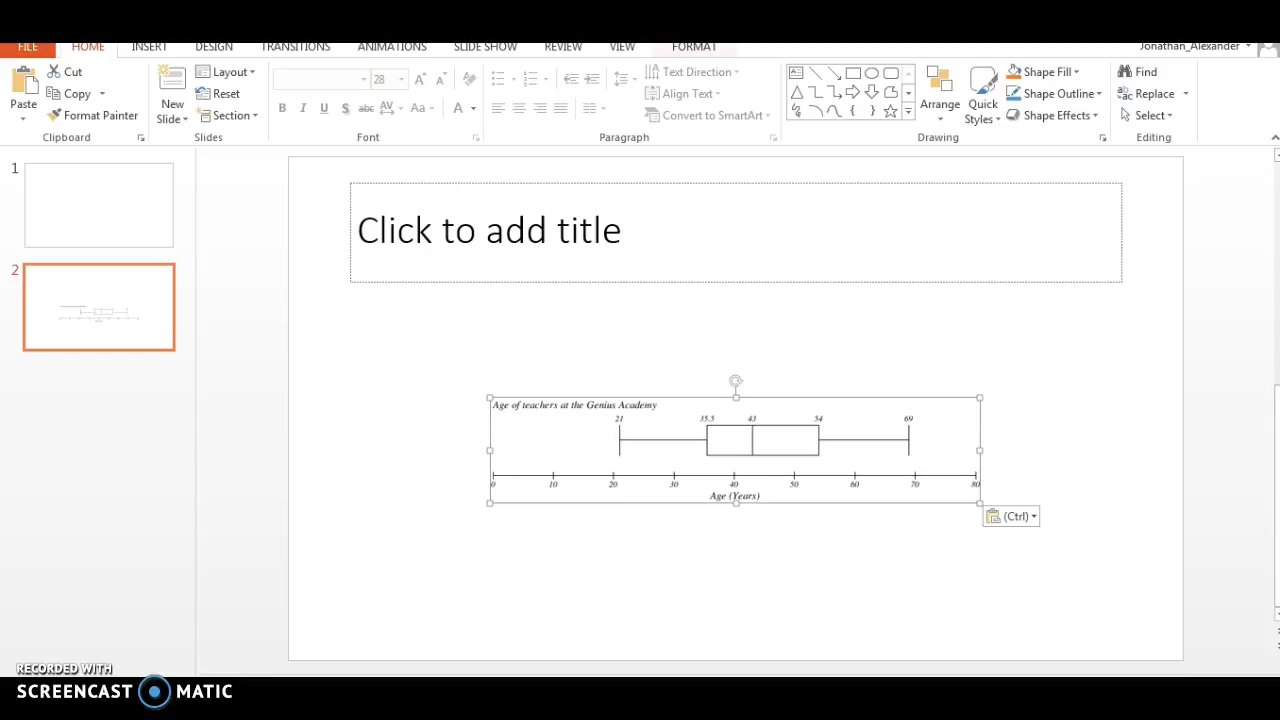 FILE HOME INSERT DESIGN TRANSITIONS ANIMATIONS SLIDE SHOW REVIEW VIEW FORMAT Jonathan_Alexander
Cut Layout 28 Text Direction Shape Fill Find
Copy Reset Align Text Shape Outline Replace
Paste New Slide Arrange Quick Styles
Format Painter Section B I U S abc AV Aa A Convert to SmartArt Shape Effects Select
Clipboard Slides Font Paragraph Drawing Editing
1
2
Click to add title
Age of teachers at the Genius Academy
21 35.5 43 54 69
0 10 20 30 40 50 60 70 80
Age (Years)
(Ctrl)
RECORDED WITH
SCREENCAST MATIC